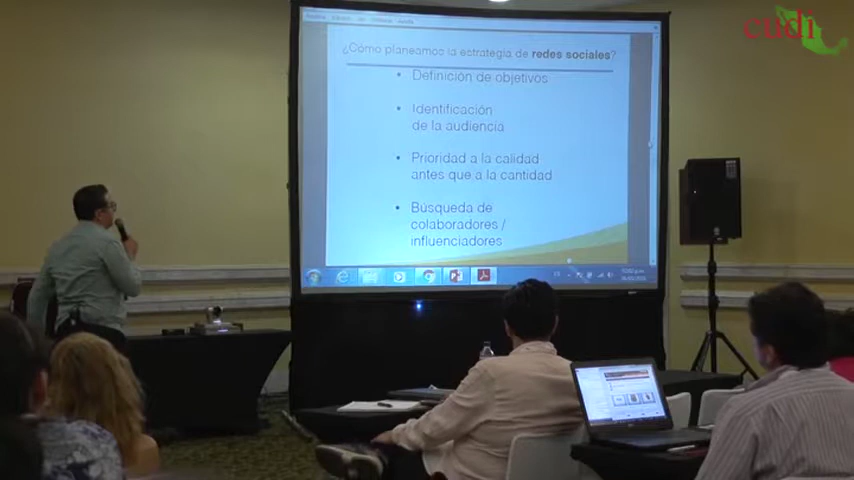 cudi
¿Cómo planeamos la estrategia de redes sociales?
• Definición de objetivos
• Identificación
de la audiencia
• Prioridad a la calidad
antes que a la cantidad
• Búsqueda de
colaboradores /
influenciadores